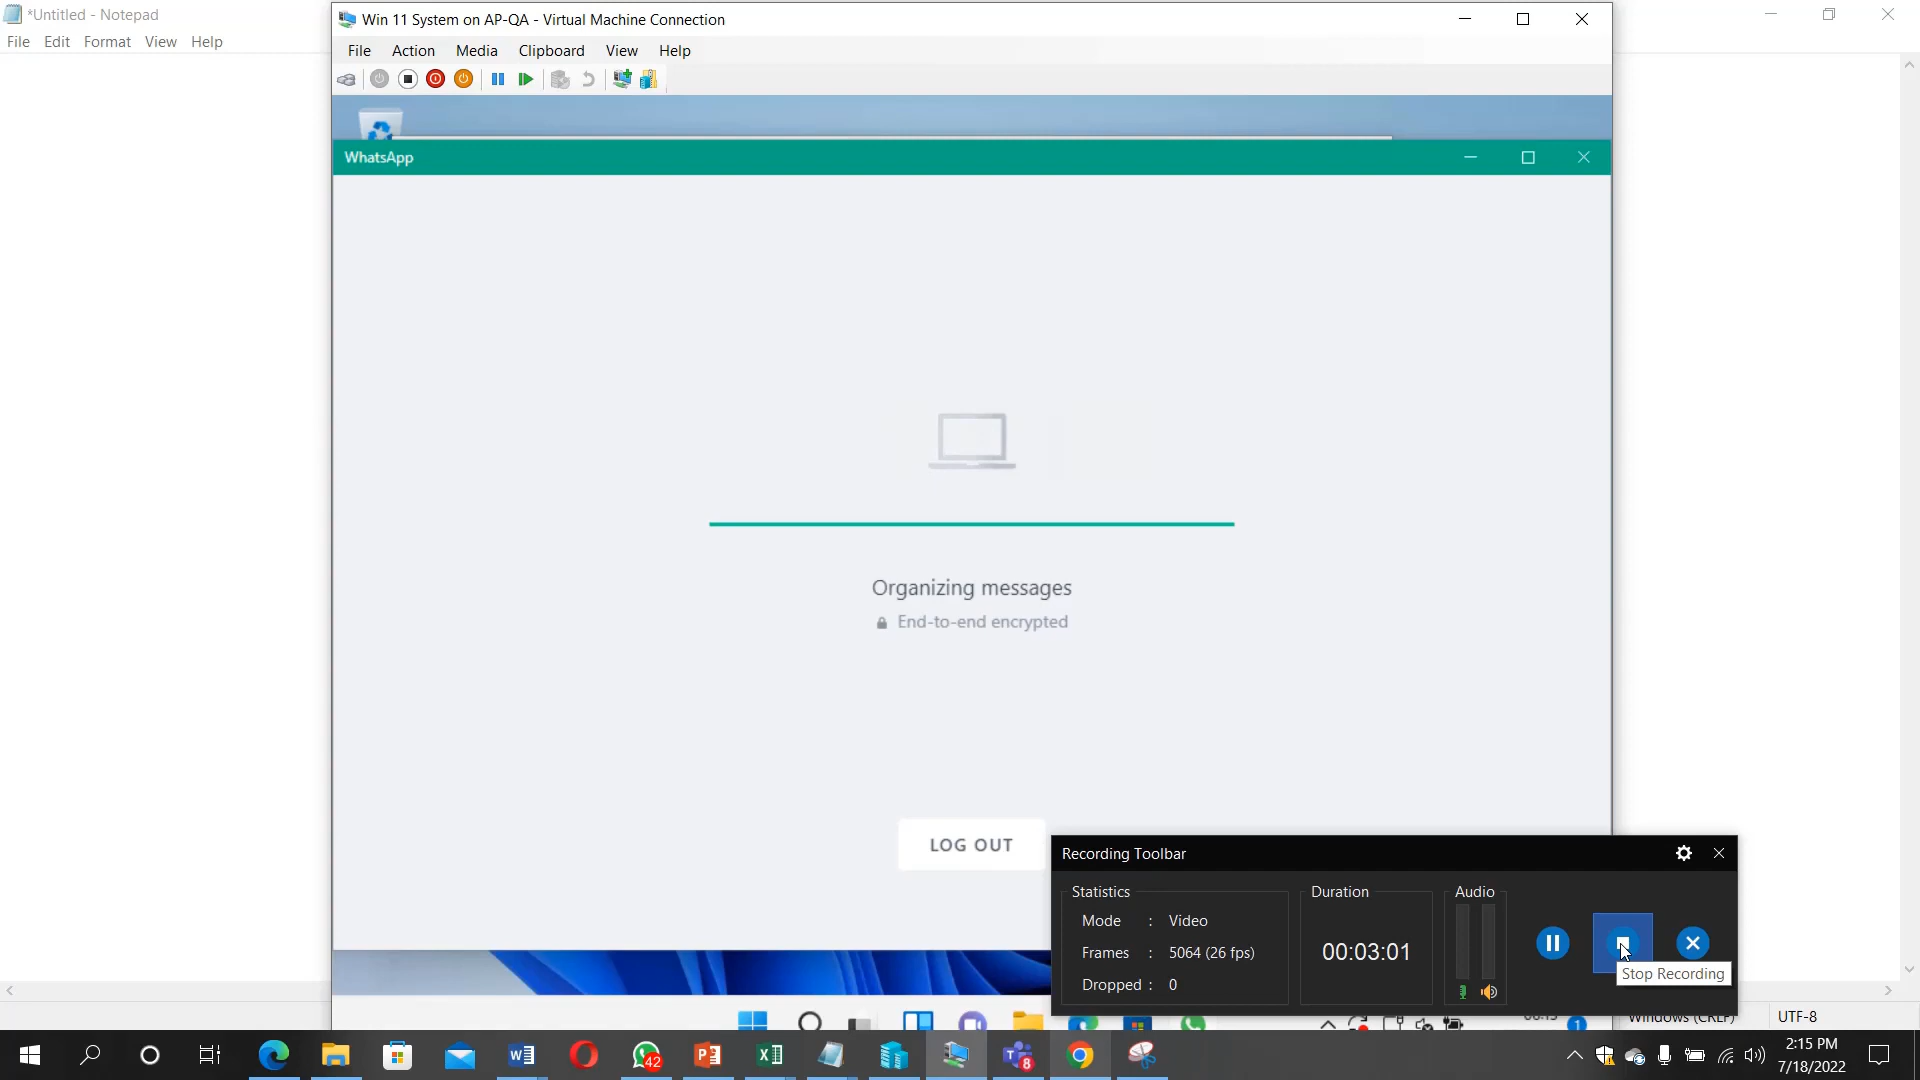 *Untitled - Notepad
File Edit Format View Help
Win 11 System on AP-QA - Virtual Machine Connection
File Action Media Clipboard View Help
WhatsApp
Organizing messages
End-to-end encrypted
LOG OUT
Recording Toolbar
Statistics
Mode : Video
Frames : 5064 (26 fps)
Dropped : 0
Duration
00:03:01
Audio
Stop Recording
1
Windows (CRLF)
UTF-8
42
8
2:15 PM
7/18/2022